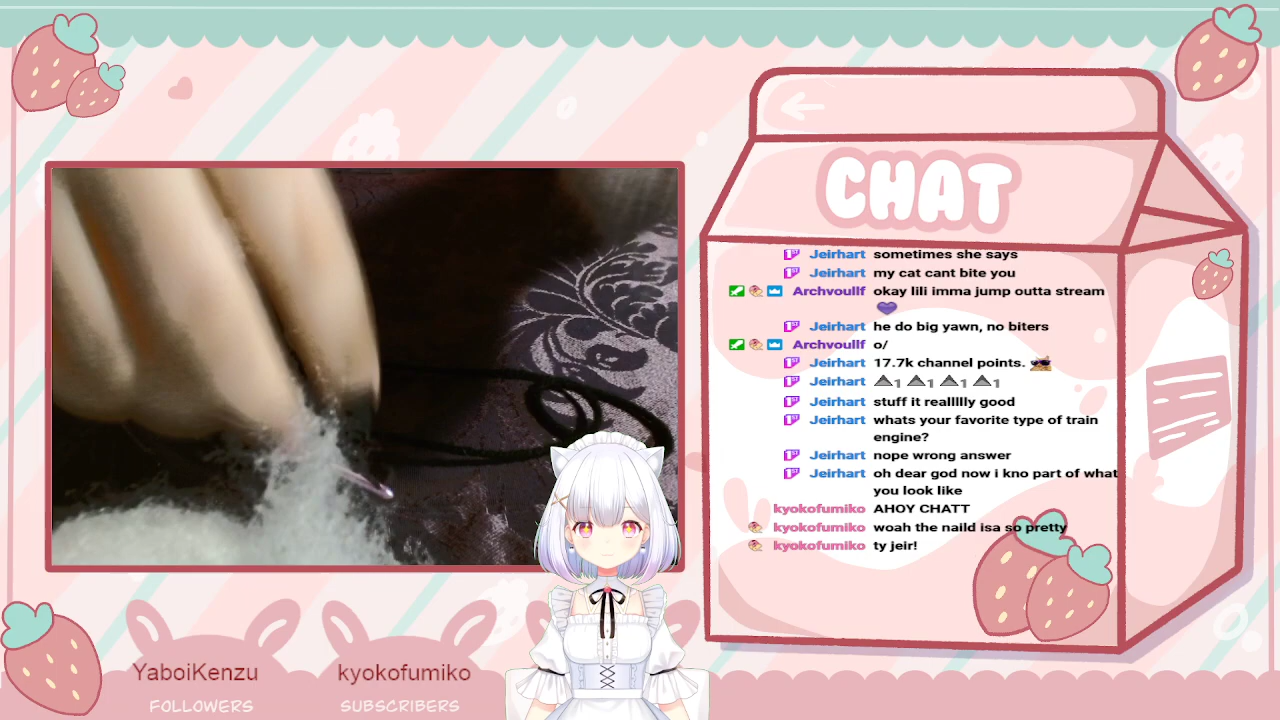 CHAT
Jeirhart sometimes she says
Jeirhart my cat cant bite you
Archvoullf okay lili imma jump outta stream
Jeirhart he do big yawn, no biters
Archvoullf o/
Jeirhart 17.7k channel points.
Jeirhart 1 1 1 1
Jeirhart stuff it reallllly good
Jeirhart whats your favorite type of train
engine?
Jeirhart nope wrong answer
Jeirhart oh dear god now i kno part of what
you look like
kyokofumiko AHOY CHATT
kyokofumiko woah the naild isa so pretty
kyokofumiko ty jeir!
YaboiKenzu
FOLLOWERS
kyokofumiko
SUBSCRIBERS